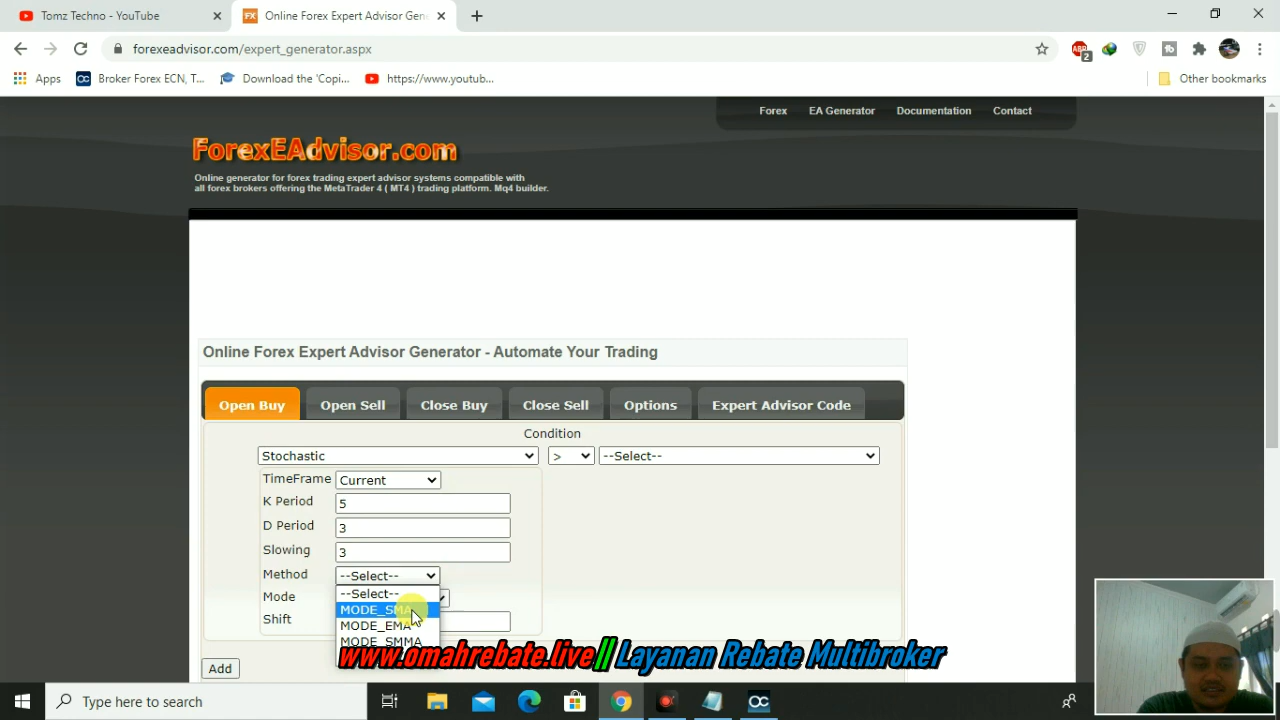 Tomz Techno - YouTube
Online Forex Expert Advisor Gen
forexeadvisor.com/expert_generator.aspx
ABP
2
Apps
Broker Forex ECN, T...
Download the 'Copi...
https://www.youtub...
Other bookmarks
Forex
EA Generator
Documentation
Contact
ForexEAdvisor.com
Online generator for forex trading expert advisor systems compatible with
all forex brokers offering the MetaTrader 4 ( MT4 ) trading platform. Mq4 builder.
Online Forex Expert Advisor Generator - Automate Your Trading
Open Buy
Open Sell
Close Buy
Close Sell
Options
Expert Advisor Code
Condition
Stochastic
>
--Select--
TimeFrame
Current
K Period
5
D Period
3
Slowing
3
Method
--Select--
--Select--
Mode
MODE_SMA
MODE_EMA
Shift
MODE_SMMA
www.omahrebate.live||Layanan Rebate Multibroker
Add
Type here to search